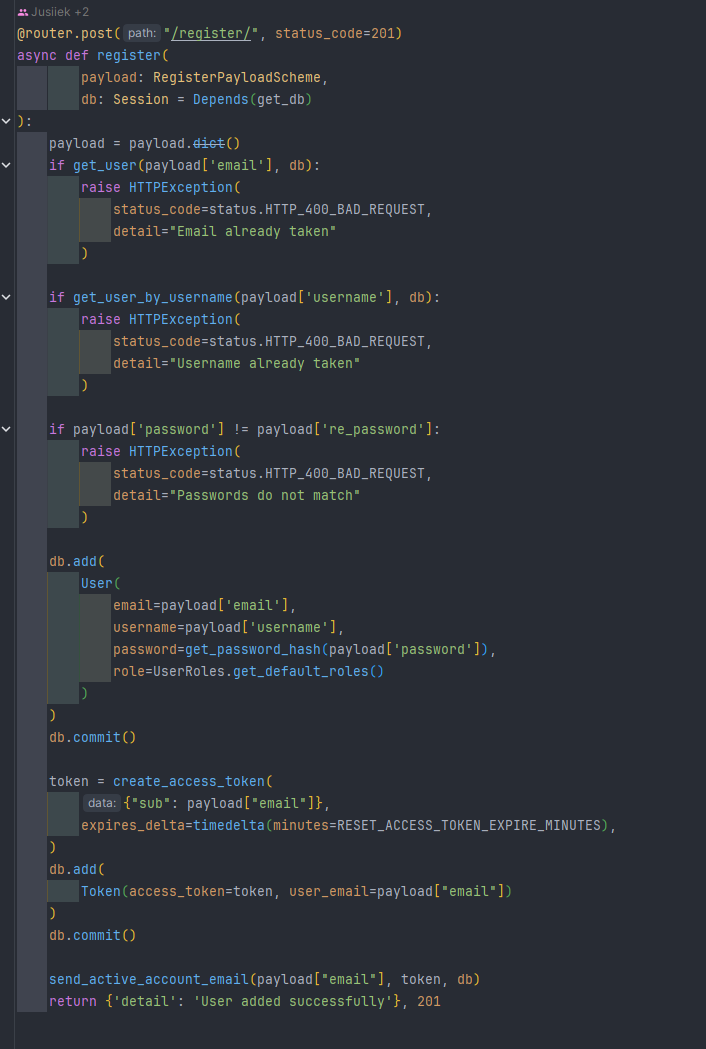 Jusiiek +2
@router.post( path: "/register/", status_code=201)
async def register(
        payload: RegisterPayloadScheme,
        db: Session = Depends(get_db)
):
    payload = payload.dict()
    if get_user(payload['email'], db):
        raise HTTPException(
            status_code=status.HTTP_400_BAD_REQUEST,
            detail="Email already taken"
        )

    if get_user_by_username(payload['username'], db):
        raise HTTPException(
            status_code=status.HTTP_400_BAD_REQUEST,
            detail="Username already taken"
        )

    if payload['password'] != payload['re_password']:
        raise HTTPException(
            status_code=status.HTTP_400_BAD_REQUEST,
            detail="Passwords do not match"
        )

    db.add(
        User(
            email=payload['email'],
            username=payload['username'],
            password=get_password_hash(payload['password']),
            role=UserRoles.get_default_roles()
        )
    )
    db.commit()

    token = create_access_token(
        data: {"sub": payload["email"]},
        expires_delta=timedelta(minutes=RESET_ACCESS_TOKEN_EXPIRE_MINUTES),
    )
    db.add(
        Token(access_token=token, user_email=payload["email"])
    )
    db.commit()

    send_active_account_email(payload["email"], token, db)
    return {'detail': 'User added successfully'}, 201